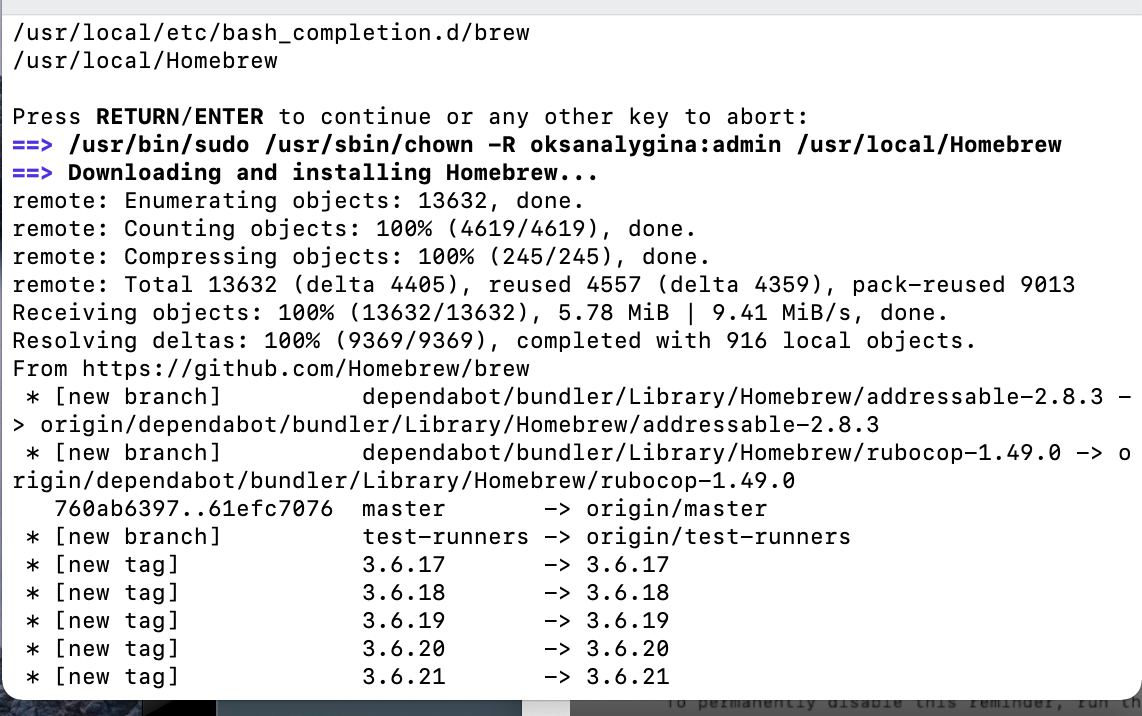 /usr/local/etc/bash_completion.d/brew
/usr/local/Homebrew
Press RETURN/ENTER to continue or any other key to abort:
==> /usr/bin/sudo /usr/sbin/chown -R oksanalygina:admin /usr/local/Homebrew
==> Downloading and installing Homebrew...
remote: Enumerating objects: 13632, done.
remote: Counting objects: 100% (4619/4619), done.
remote: Compressing objects: 100% (245/245), done.
remote: Total 13632 (delta 4405), reused 4557 (delta 4359), pack-reused 9013
Receiving objects: 100% (13632/13632), 5.78 MiB | 9.41 MiB/s, done.
Resolving deltas: 100% (9369/9369), completed with 916 local objects.
From https://github.com/Homebrew/brew
 * [new branch]          dependabot/bundler/Library/Homebrew/addressable-2.8.3 -
> origin/dependabot/bundler/Library/Homebrew/addressable-2.8.3
 * [new branch]          dependabot/bundler/Library/Homebrew/rubocop-1.49.0 -> o
rigin/dependabot/bundler/Library/Homebrew/rubocop-1.49.0
   760ab6397..61efc7076  master       -> origin/master
 * [new branch]          test-runners -> origin/test-runners
 * [new tag]             3.6.17       -> 3.6.17
 * [new tag]             3.6.18       -> 3.6.18
 * [new tag]             3.6.19       -> 3.6.19
 * [new tag]             3.6.20       -> 3.6.20
 * [new tag]             3.6.21       -> 3.6.21
To permanently disable this reminder, run th